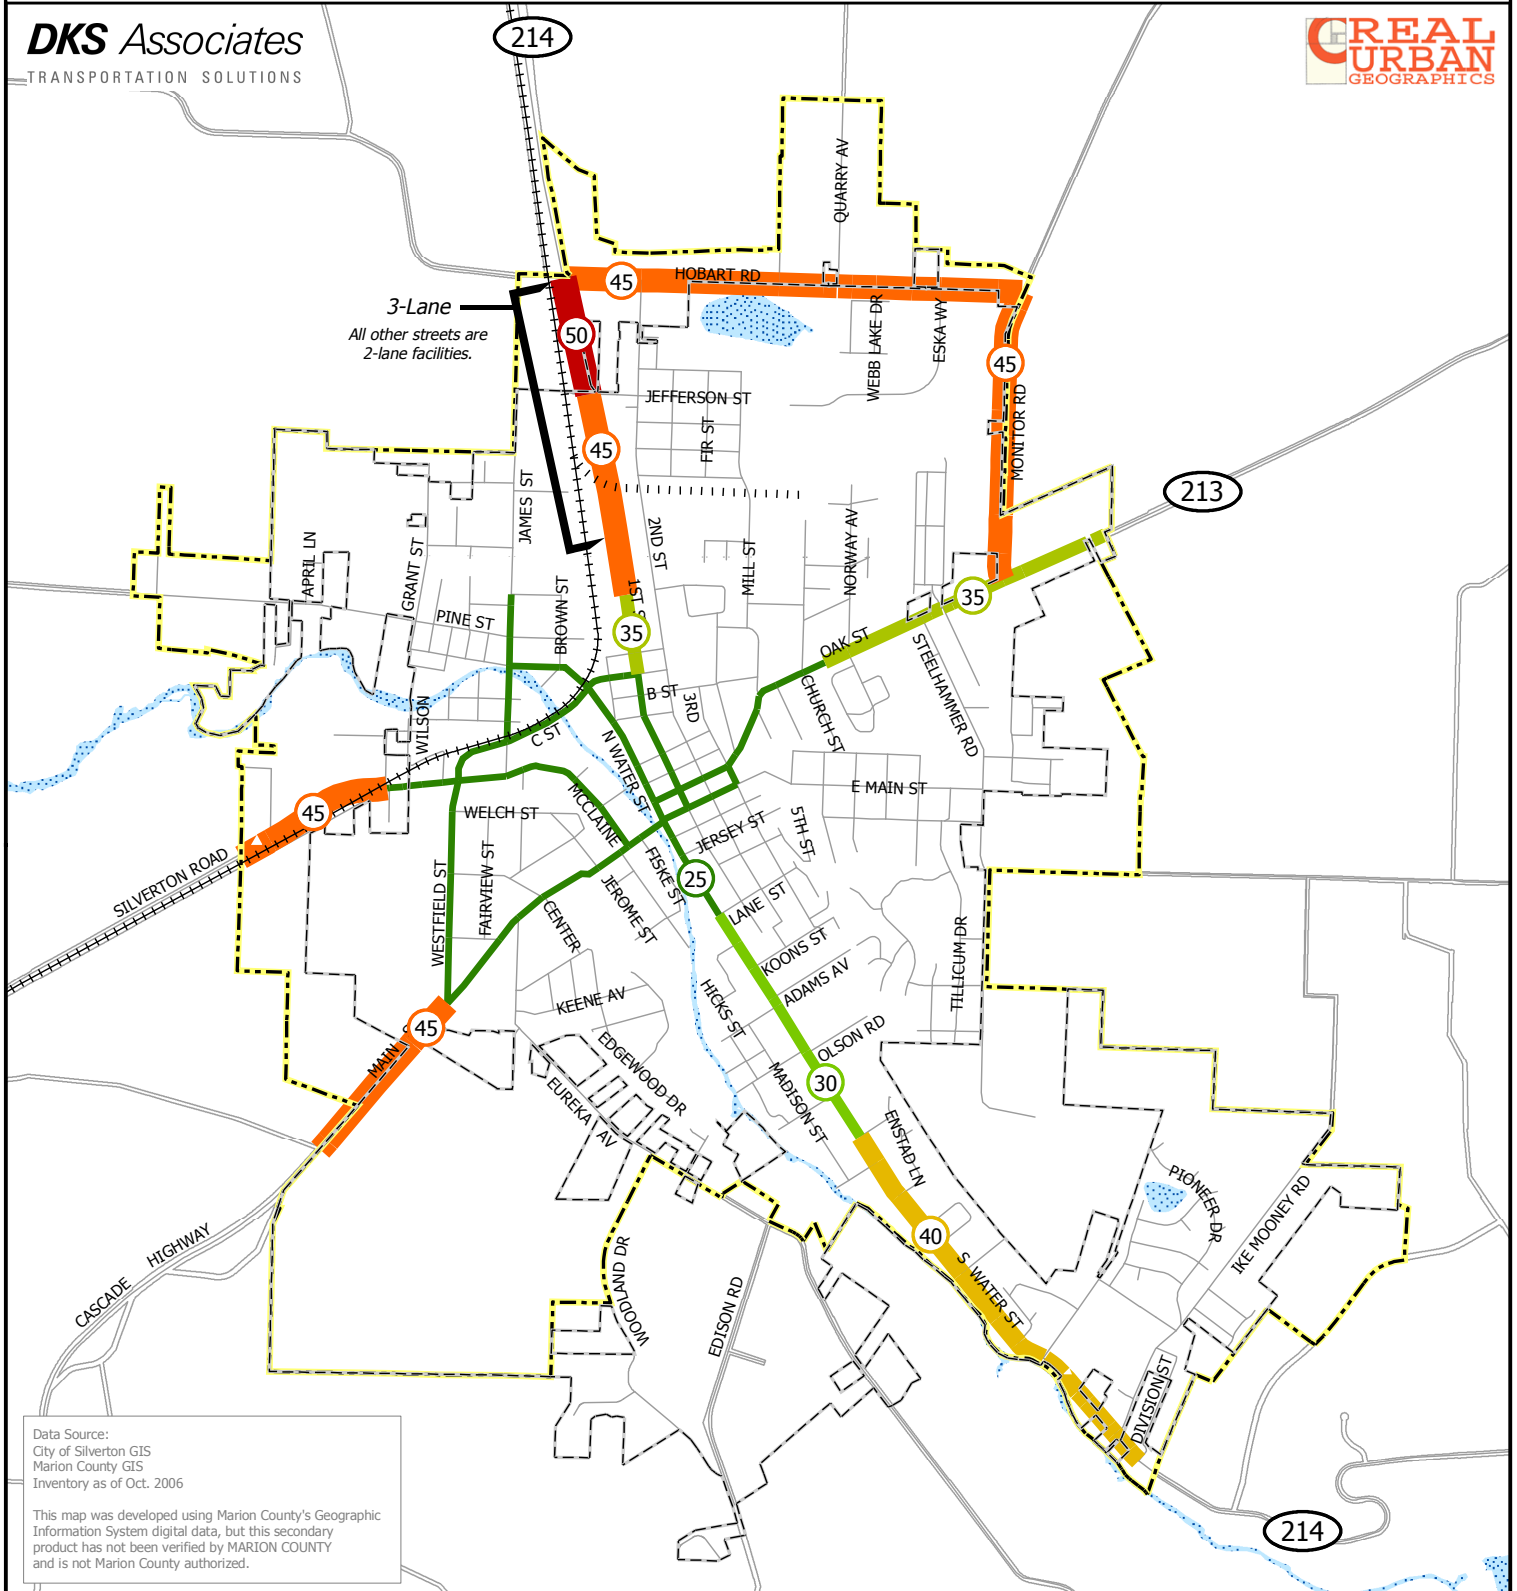 DKS Associates
TRANSPORTATION SOLUTIONS
214
CREAL
URBAN
GEOGRAPHICS
QUARRY AV
45
HOBART RD
3-Lane
All other streets are
2-lane facilities.
50
WEBB LAKE DR
ESKA WY
45
JEFFERSON ST
FIR ST
MONITOR RD
45
213
JAMES ST
2ND ST
APRIL LN
GRANT ST
MILL ST
NORWAY AV
BROWN ST
1ST S
35
PINE ST
35
OAK ST
STEELHAMMER RD
B ST
3RD
CHURCH ST
WILSON
C ST
N WATER ST
E MAIN ST
45
WELCH ST
MCCLAINE
JERSEY ST
5TH ST
SILVERTON ROAD
FISKE ST
25
WESTFIELD ST
FAIRVIEW ST
JEROME ST
LANE ST
CENTER
KOONS ST
TILLICUM DR
ADAMS AV
KEENE AV
HICKS ST
45
MAIN S
EDGEWOOD DR
OLSON RD
30
MADISON ST
EUREKA AV
ENSTAD LN
PIONEER DR
IKE MOONEY RD
40
CASCADE HIGHWAY
S WATER ST
WOODLAND DR
EDISON RD
DIVISION ST
Data Source:
City of Silverton GIS
Marion County GIS
Inventory as of Oct. 2006
This map was developed using Marion County's Geographic
Information System digital data, but this secondary
product has not been verified by MARION COUNTY
and is not Marion County authorized.
214